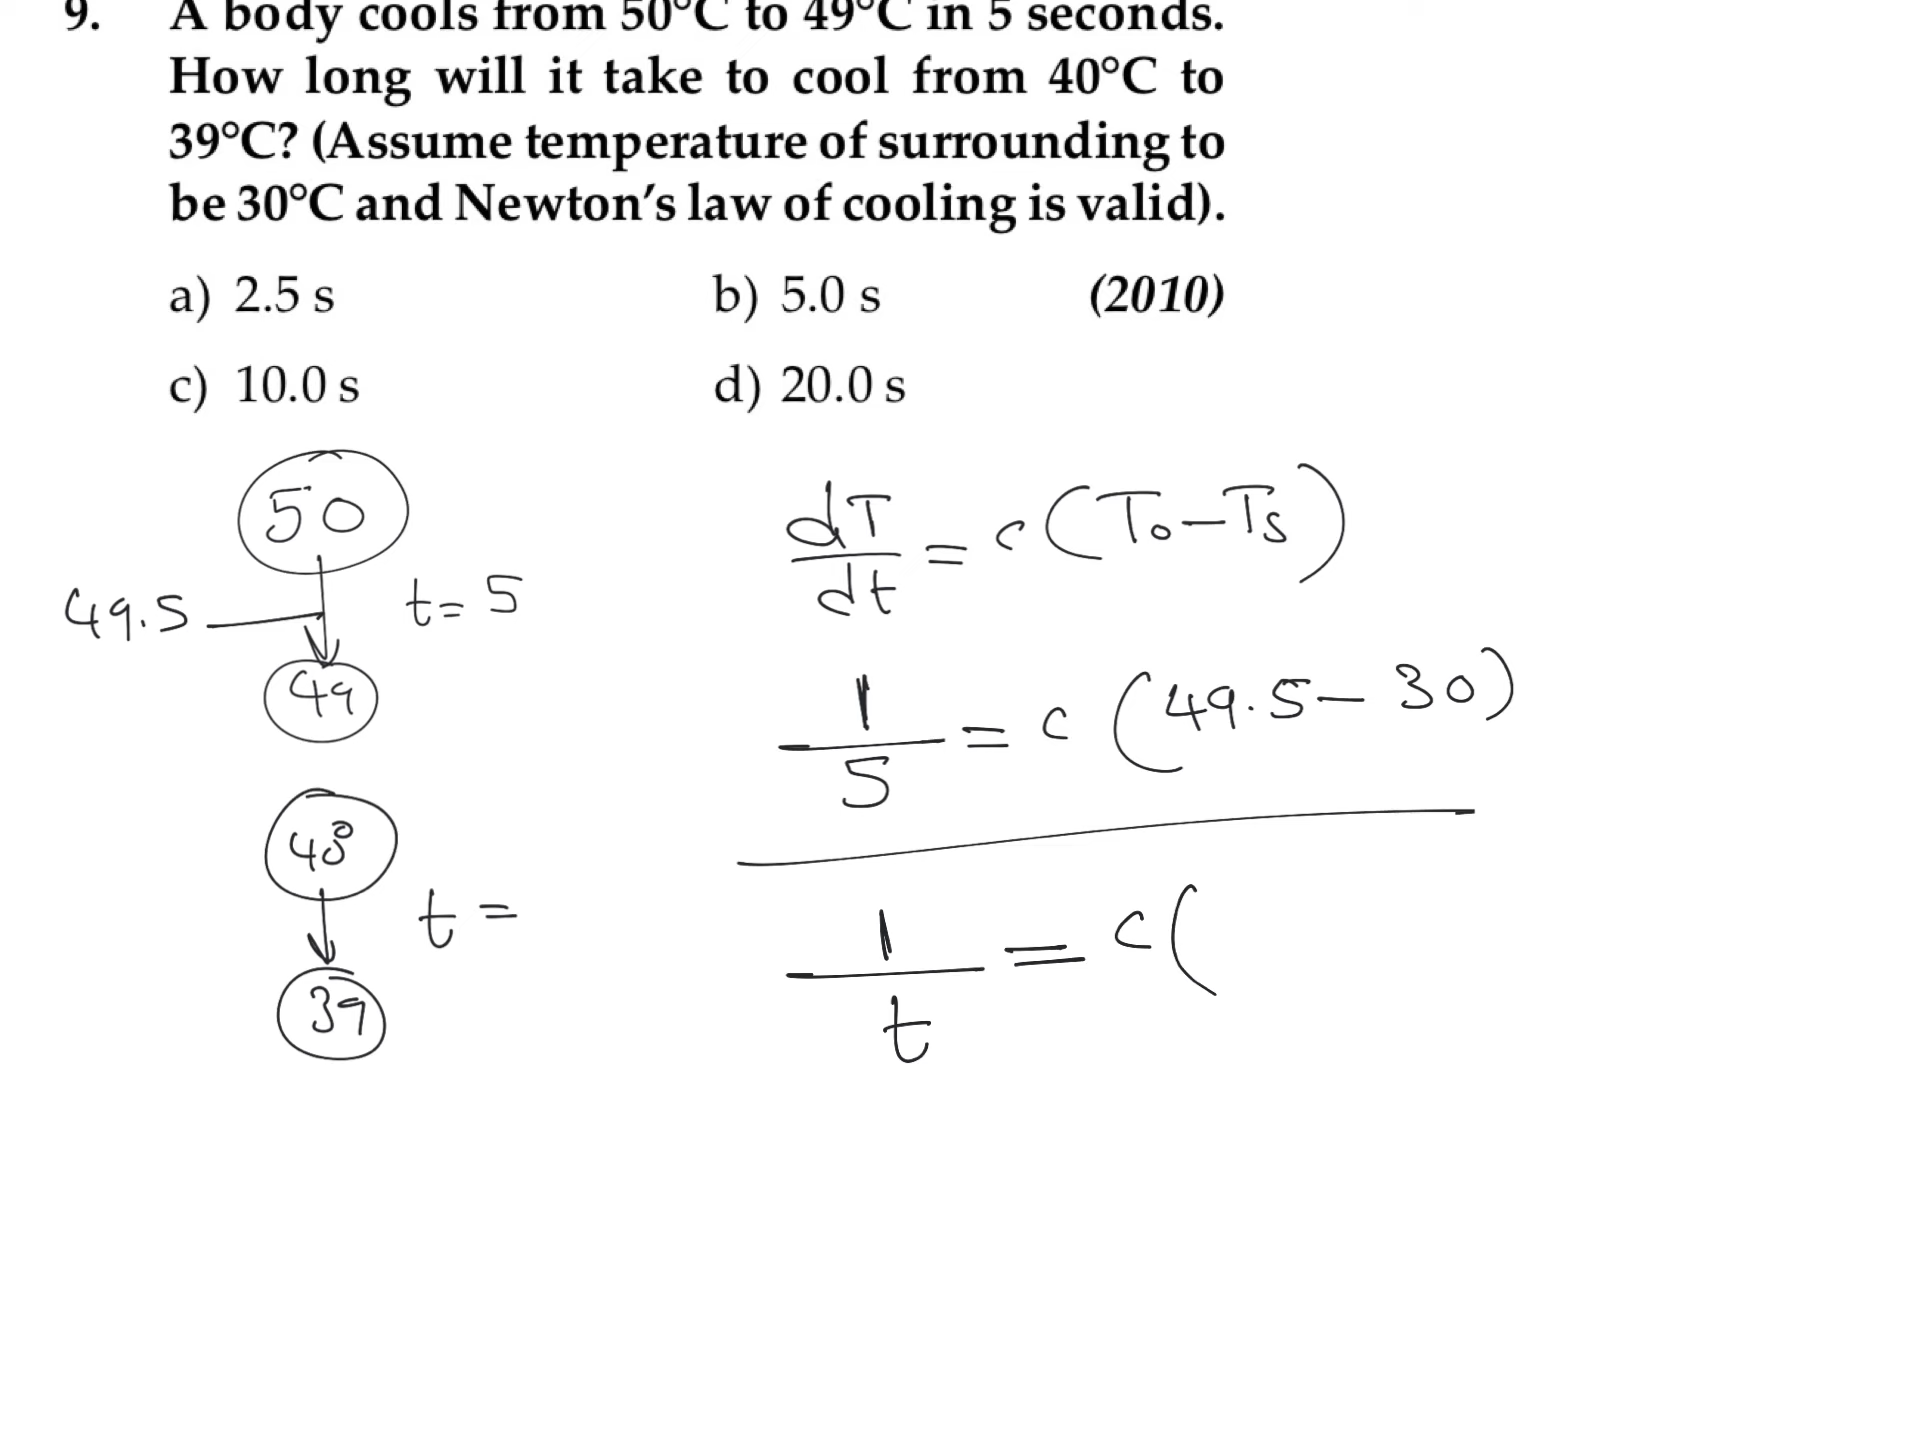 9. A body cools from 50°C to 49°C in 5 seconds.
How long will it take to cool from 40°C to
39°C? (Assume temperature of surrounding to
be 30°C and Newton's law of cooling is valid).
a) 2.5 s b) 5.0 s (2010)
c) 10.0 s d) 20.0 s
50
49.5 t = 5
49
40
t =
39
dT/dt = c (To − Ts)
1/5 = c (49.5 − 30)
1/t = c (